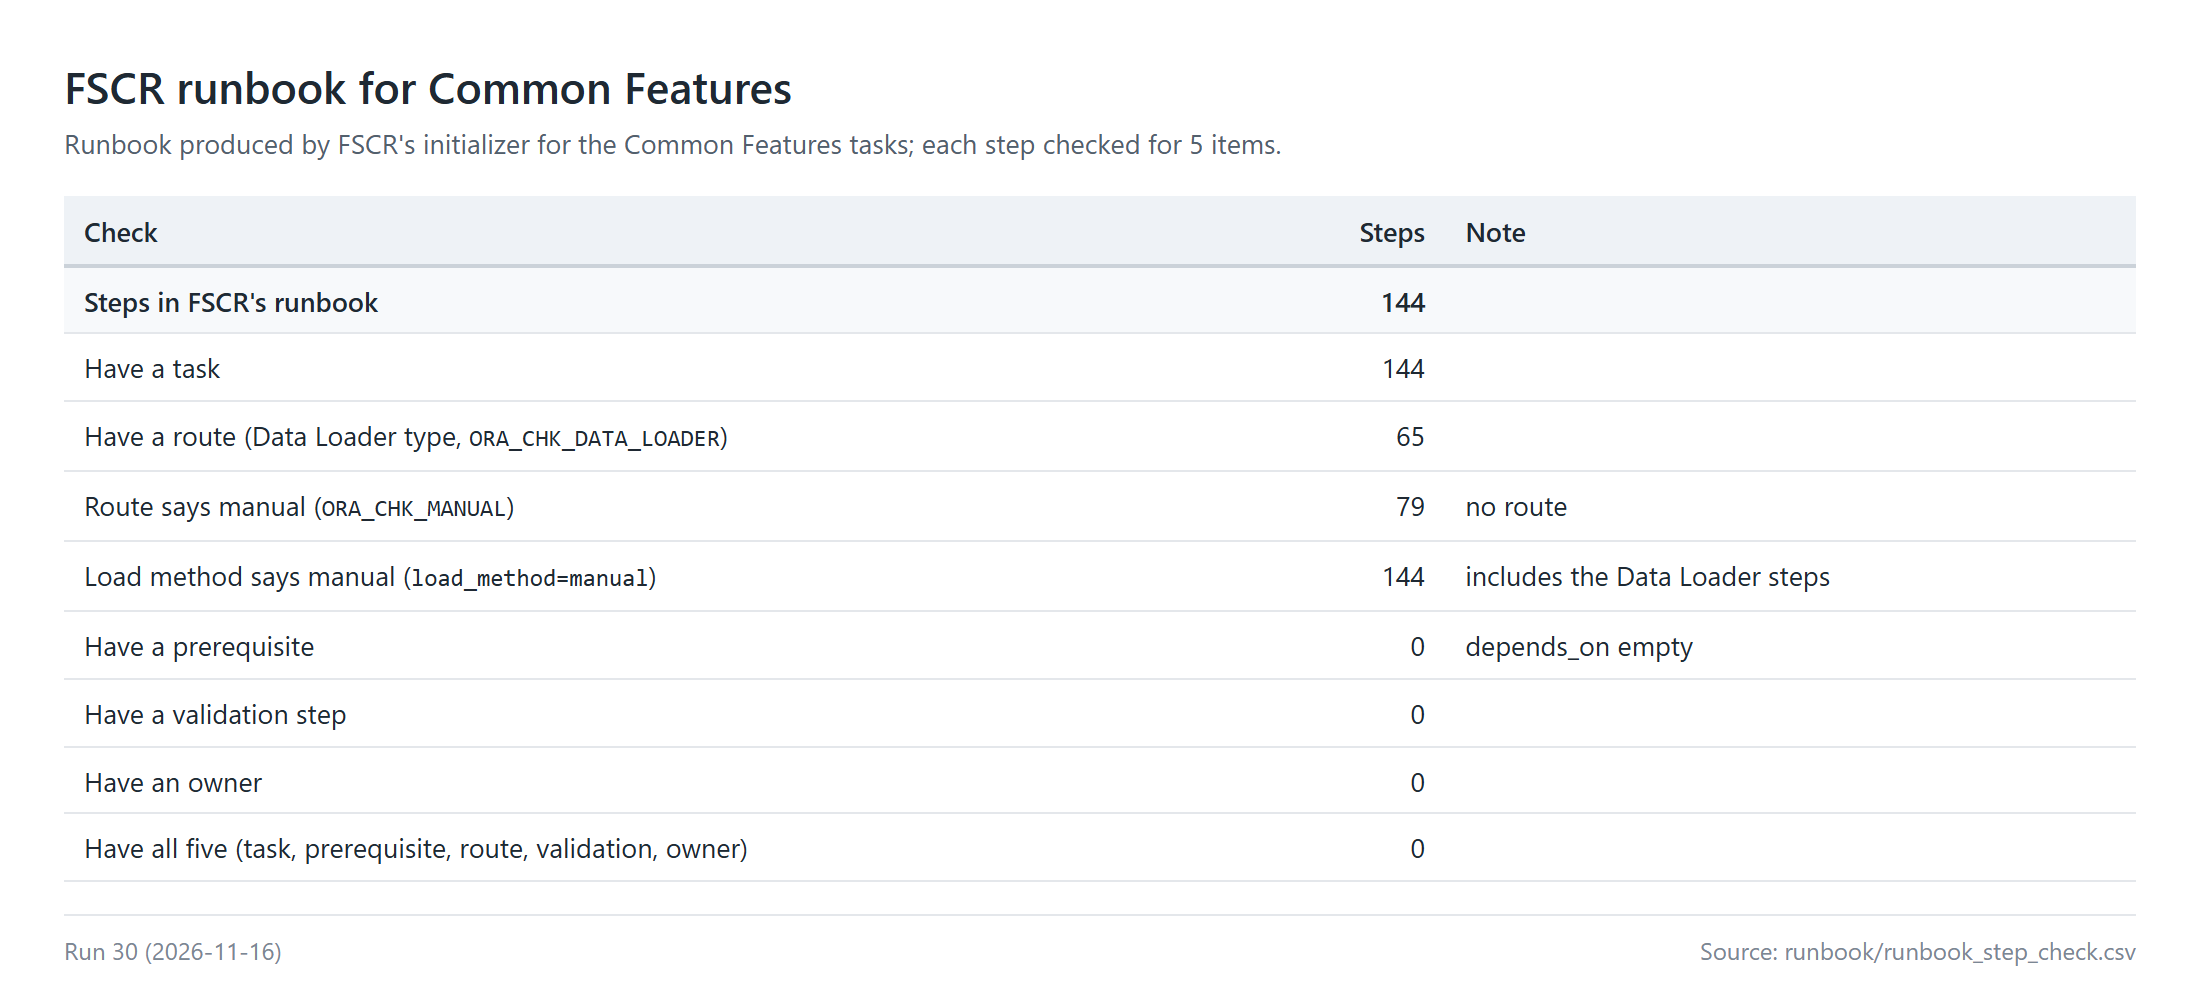 FSCR runbook for Common Features
Runbook produced by FSCR's initializer for the Common Features tasks; each step checked for 5 items.
Check Steps Note
Steps in FSCR's runbook 144
Have a task 144
Have a route (Data Loader type, ORA_CHK_DATA_LOADER) 65
Route says manual (ORA_CHK_MANUAL) 79 no route
Load method says manual (load_method=manual) 144 includes the Data Loader steps
Have a prerequisite 0 depends_on empty
Have a validation step 0
Have an owner 0
Have all five (task, prerequisite, route, validation, owner) 0
Run 30 (2026-11-16) Source: runbook/runbook_step_check.csv